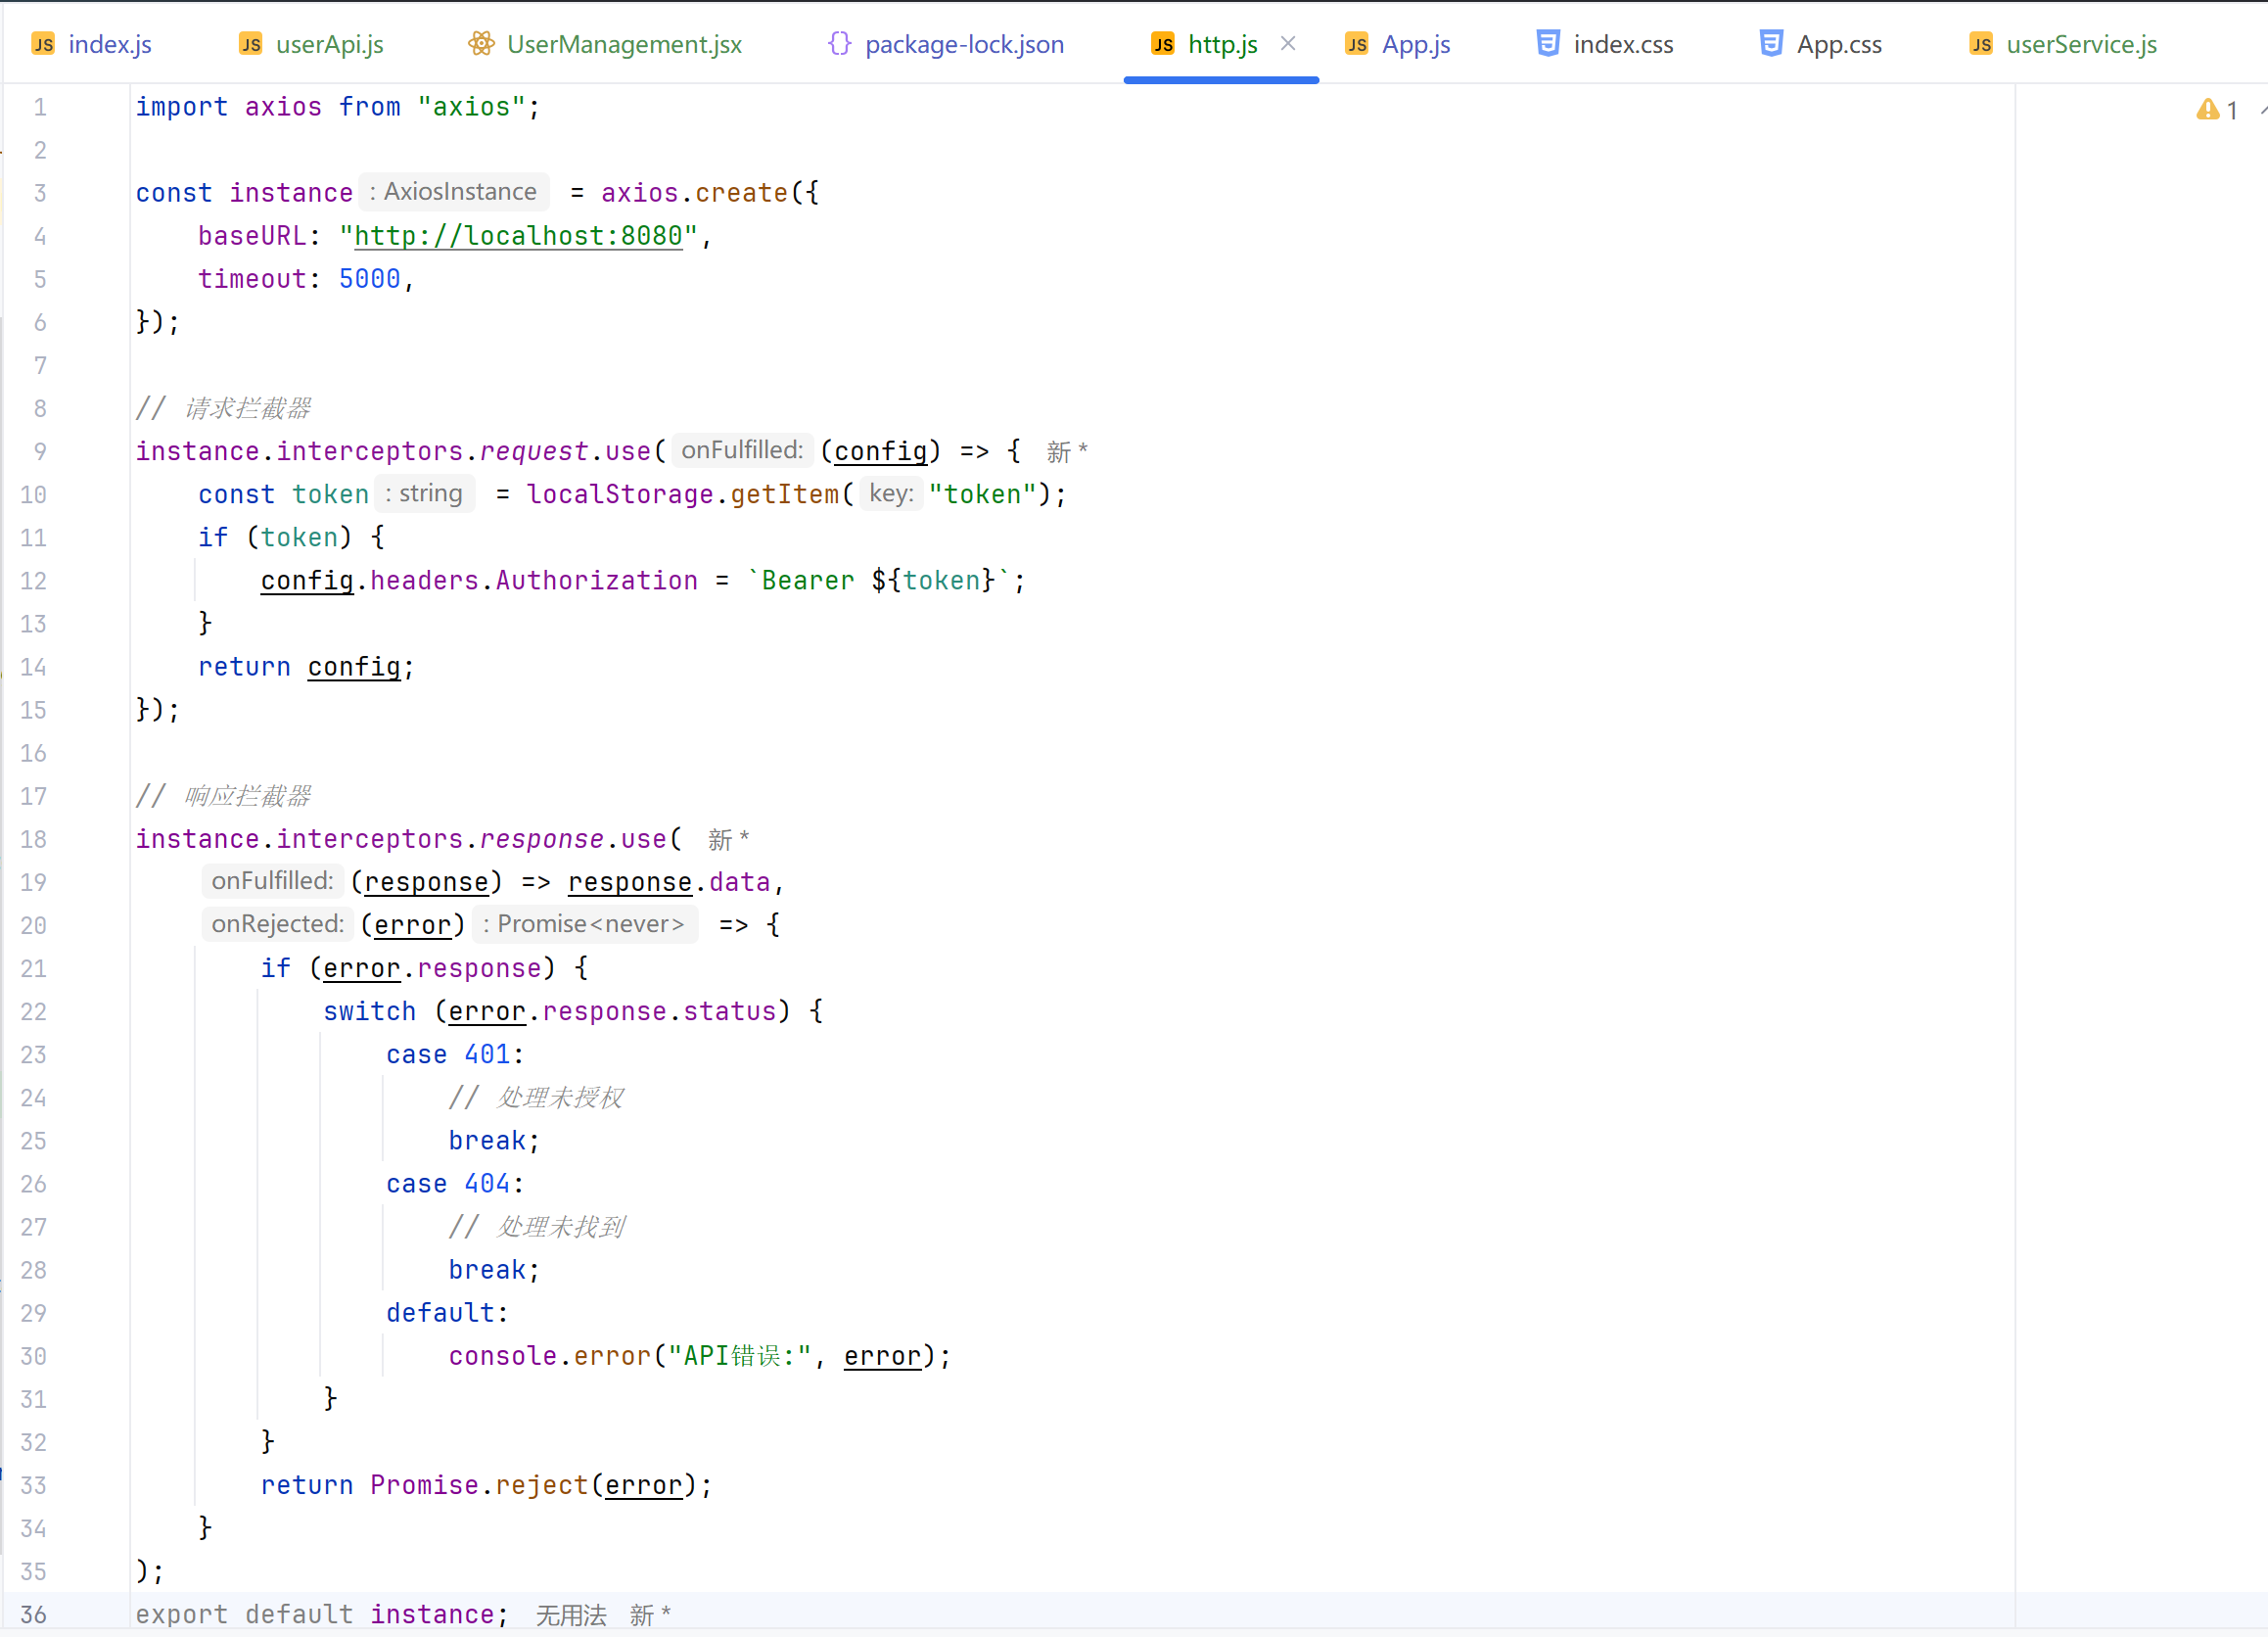 index.js userApi.js UserManagement.jsx package-lock.json http.js App.js index.css App.css userService.js
1 import axios from "axios";
1
2
3 const instance : AxiosInstance = axios.create({
4 baseURL: "http://localhost:8080",
5 timeout: 5000,
6 });
7
8 // 请求拦截器
9 instance.interceptors.request.use( onFulfilled: (config) => { 新 *
10 const token : string = localStorage.getItem( key: "token");
11 if (token) {
12 config.headers.Authorization = `Bearer ${token}`;
13 }
14 return config;
15 });
16
17 // 响应拦截器
18 instance.interceptors.response.use( 新 *
19 onFulfilled: (response) => response.data,
20 onRejected: (error) : Promise<never> => {
21 if (error.response) {
22 switch (error.response.status) {
23 case 401:
24 // 处理未授权
25 break;
26 case 404:
27 // 处理未找到
28 break;
29 default:
30 console.error("API错误:", error);
31 }
32 }
33 return Promise.reject(error);
34 }
35 );
36 export default instance; 无用法 新 *